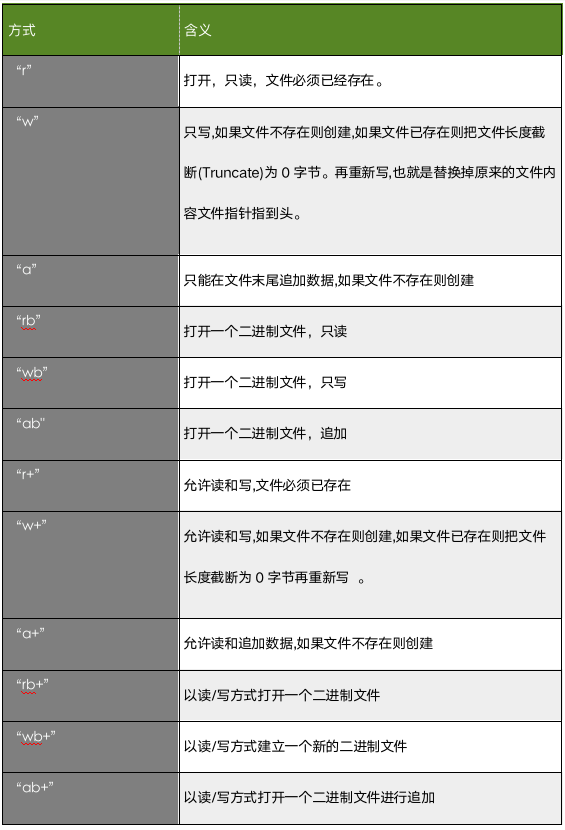 方式 含义
“r” 打开，只读，文件必须已经存在。
“w” 只写,如果文件不存在则创建,如果文件已存在则把文件长度截
断(Truncate)为 0 字节。再重新写,也就是替换掉原来的文件内
容文件指针指到头。
“a” 只能在文件末尾追加数据,如果文件不存在则创建
“rb” 打开一个二进制文件，只读
“wb” 打开一个二进制文件，只写
“ab” 打开一个二进制文件，追加
“r+” 允许读和写,文件必须已存在
“w+” 允许读和写,如果文件不存在则创建,如果文件已存在则把文件
长度截断为 0 字节再重新写 。
“a+” 允许读和追加数据,如果文件不存在则创建
“rb+” 以读/写方式打开一个二进制文件
“wb+” 以读/写方式建立一个新的二进制文件
“ab+” 以读/写方式打开一个二进制文件进行追加